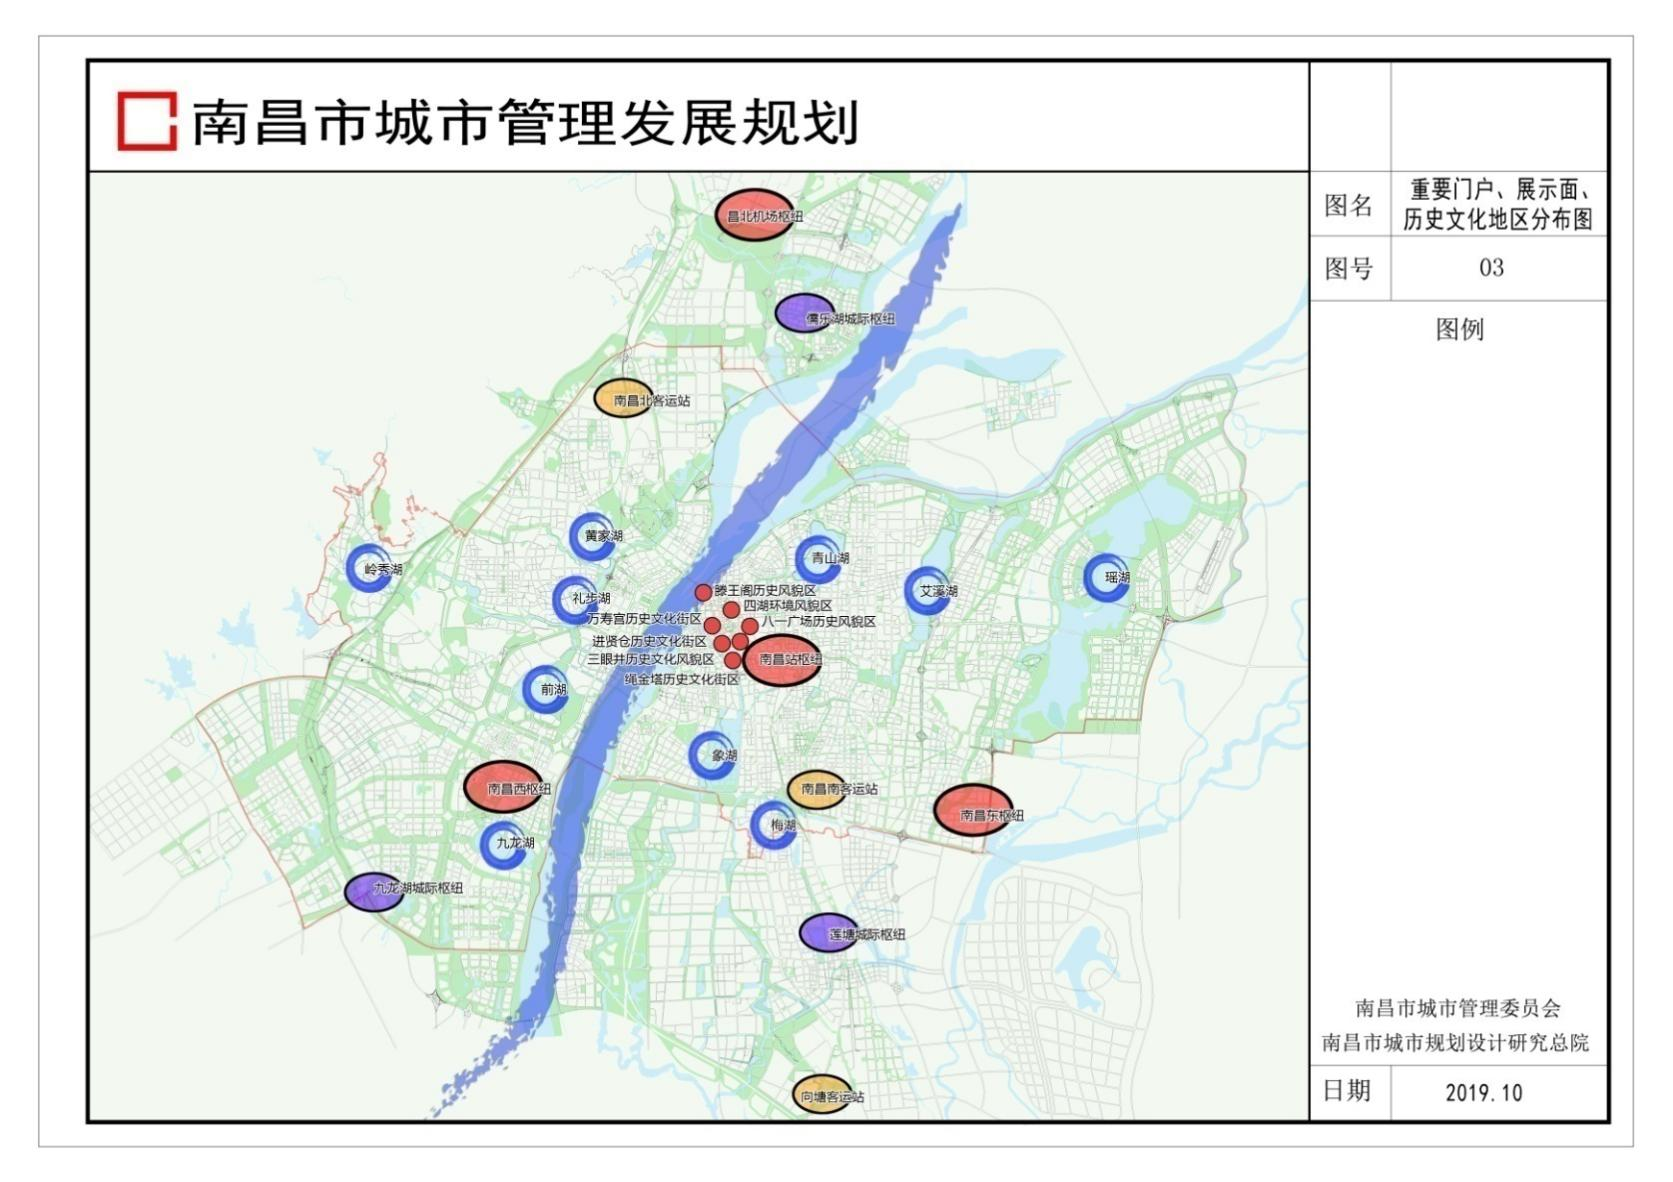 南昌市城市管理发展规划
图名
重要门户、展示面、
历史文化地区分布图
图号
03
图例
昌北机场枢纽
儒乐湖城际枢纽
南昌北客运站
黄家湖
岭秀湖
青山湖
礼步湖
艾溪湖
瑶湖
滕王阁历史风貌区
四湖环境风貌区
万寿宫历史文化街区
八一广场历史风貌区
进贤仓历史文化街区
三眼井历史文化风貌区
南昌站枢纽
绳金塔历史文化街区
前湖
象湖
南昌西枢纽
南昌南客运站
南昌东枢纽
梅湖
九龙湖
九龙湖城际枢纽
莲塘城际枢纽
向塘客运站
南昌市城市管理委员会
南昌市城市规划设计研究总院
日期
2019.10